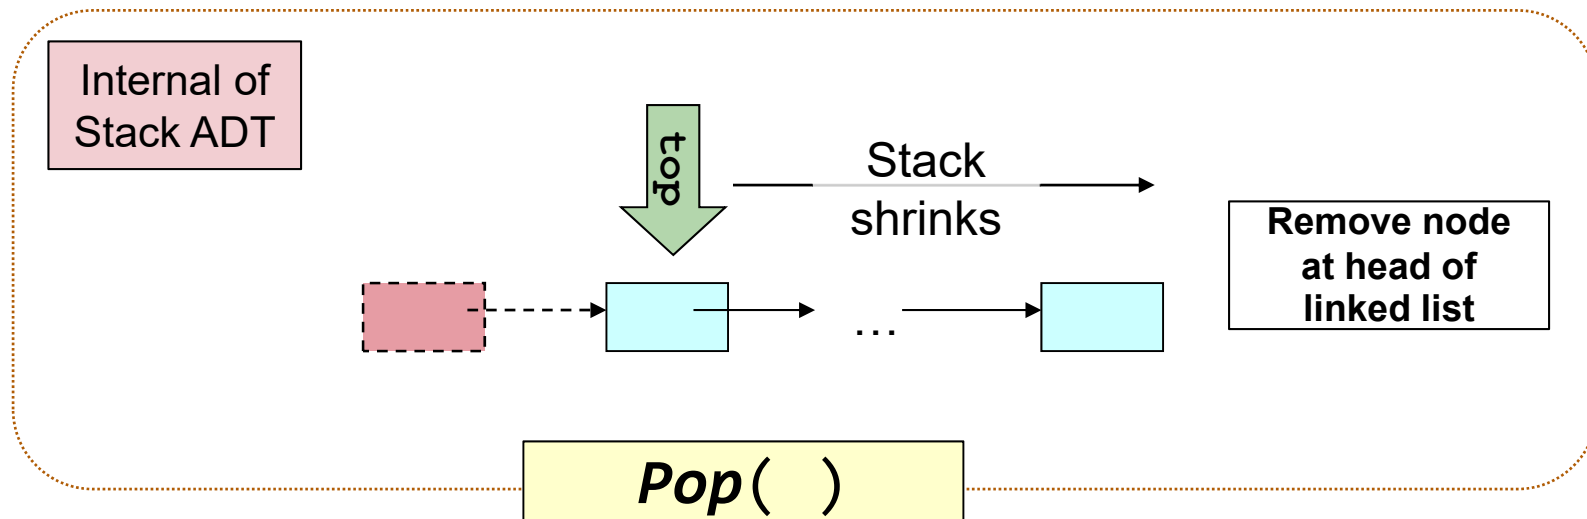 Internal of
Stack ADT
top
Stack
shrinks
Remove node
at head of
linked list
...
Pop( )